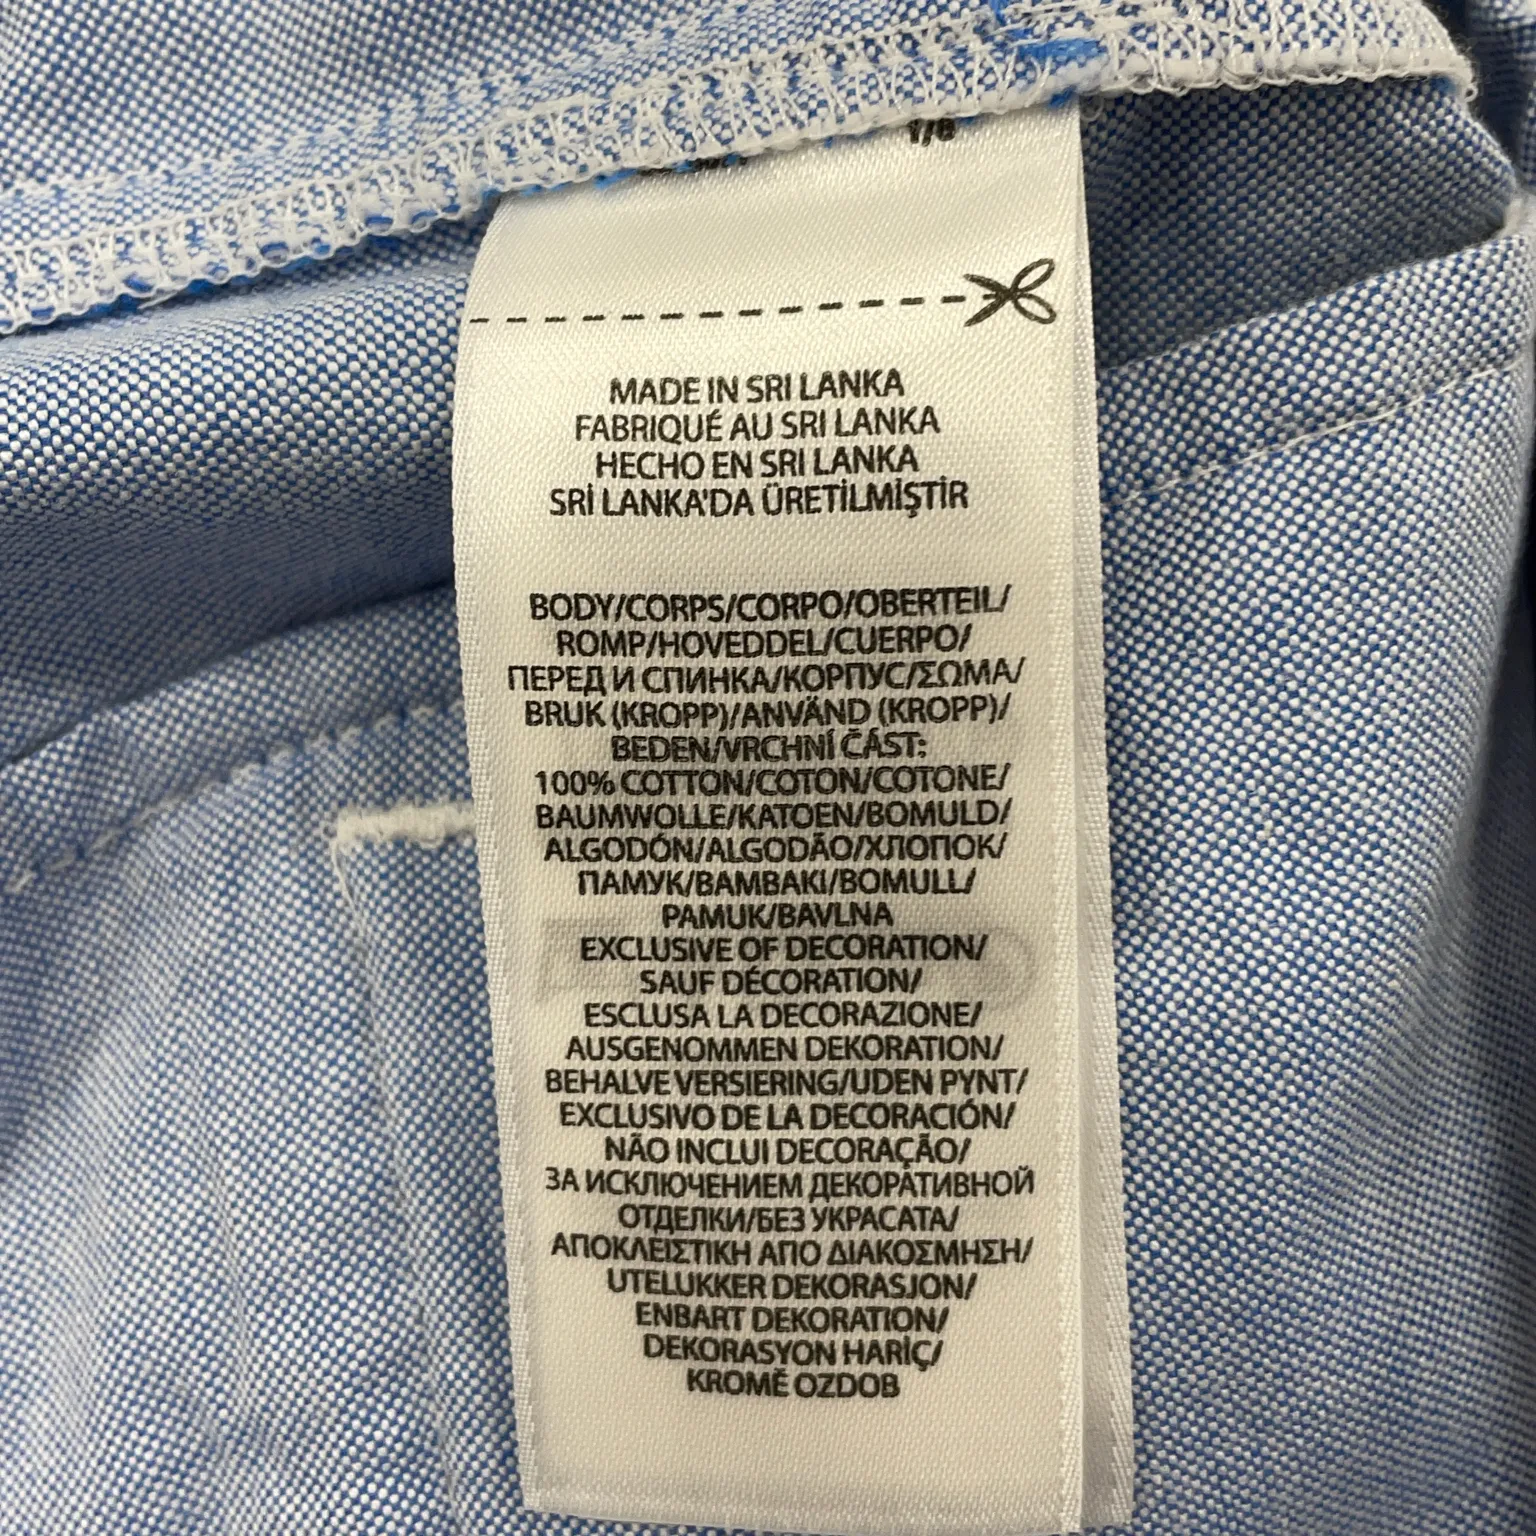 MADE IN SRI LANKA
FABRIQUÉ AU SRI LANKA
HECHO EN SRI LANKA
SRİ LANKA'DA ÜRETİLMİŞTİR
BODY/CORPS/CORPO/OBERTEIL/
ROMP/HOVEDDEL/CUERPO/
ПЕРЕД И СПИНКА/КОРПУС/ΣΩΜΑ/
BRUK (KROPP)/ANVÄND (KROPP)/
BEDEN/VRCHNÍ ČÁST:
100% COTTON/COTON/COTONE/
BAUMWOLLE/KATOEN/BOMULD/
ALGODÓN/ALGODÃO/ХЛОПОК/
ПАМУК/ΒΑΜΒΑΚΙ/BOMULL/
PAMUK/BAVLNA
EXCLUSIVE OF DECORATION/
SAUF DÉCORATION/
ESCLUSA LA DECORAZIONE/
AUSGENOMMEN DEKORATION/
BEHALVE VERSIERING/UDEN PYNT/
EXCLUSIVO DE LA DECORACIÓN/
NÃO INCLUI DECORAÇÃO/
ЗА ИСКЛЮЧЕНИЕМ ДЕКОРАТИВНОЙ
ОТДЕЛКИ/БЕЗ УКРАСАТА/
ΑΠΟΚΛΕΙΣΤΙΚΗ ΑΠΟ ΔΙΑΚΟΣΜΗΣΗ/
UTELUKKER DEKORASJON/
ENBART DEKORATION/
DEKORASYON HARİÇ/
KROMĚ OZDOB